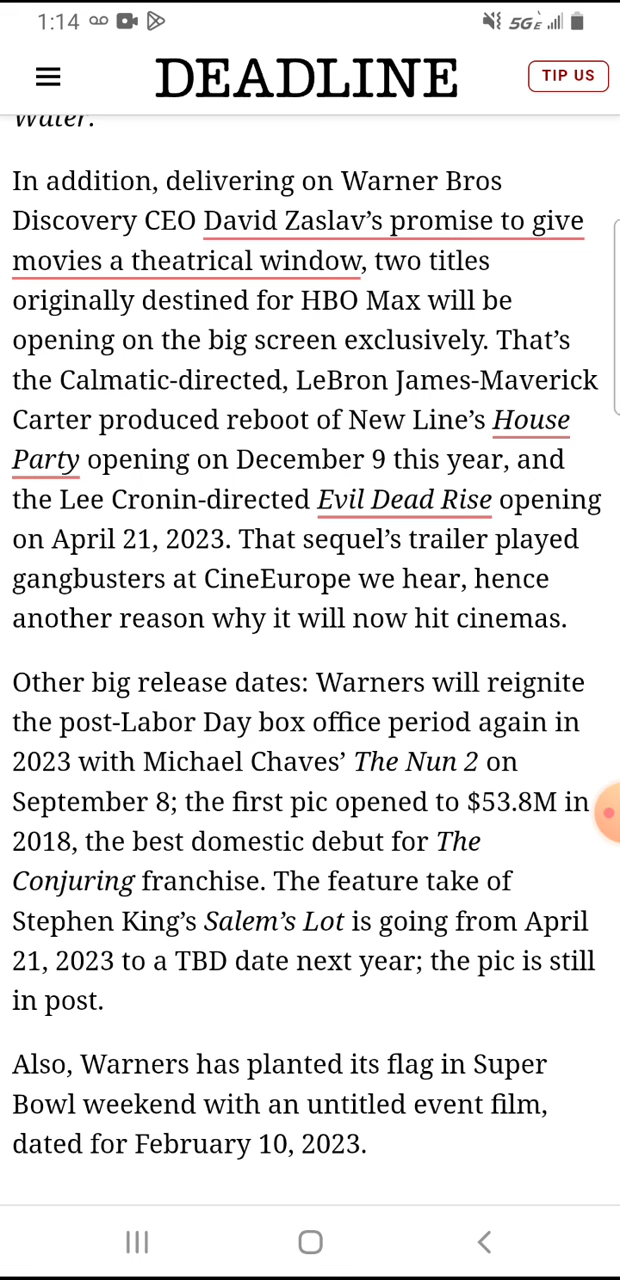 1:14
5GE
DEADLINE
TIP US
Water.
In addition, delivering on Warner Bros
Discovery CEO David Zaslav’s promise to give
movies a theatrical window, two titles
originally destined for HBO Max will be
opening on the big screen exclusively. That’s
the Calmatic-directed, LeBron James-Maverick
Carter produced reboot of New Line’s House
Party opening on December 9 this year, and
the Lee Cronin-directed Evil Dead Rise opening
on April 21, 2023. That sequel’s trailer played
gangbusters at CineEurope we hear, hence
another reason why it will now hit cinemas.
Other big release dates: Warners will reignite
the post-Labor Day box office period again in
2023 with Michael Chaves’ The Nun 2 on
September 8; the first pic opened to $53.8M in
2018, the best domestic debut for The
Conjuring franchise. The feature take of
Stephen King’s Salem’s Lot is going from April
21, 2023 to a TBD date next year; the pic is still
in post.
Also, Warners has planted its flag in Super
Bowl weekend with an untitled event film,
dated for February 10, 2023.